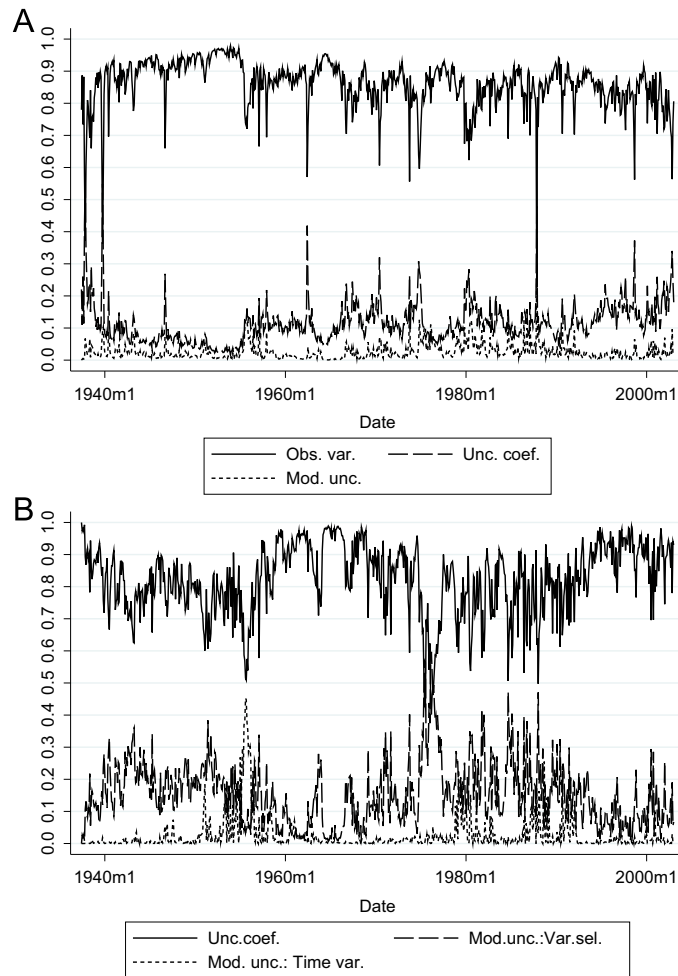 A
1.0
0.9
0.8
0.7
0.6
0.5
0.4
0.3
0.2
0.1
0.0
1940m1 1960m1 1980m1 2000m1
Date
Obs. var. Unc. coef.
Mod. unc.
B
1.0
0.9
0.8
0.7
0.6
0.5
0.4
0.3
0.2
0.1
0.0
1940m1 1960m1 1980m1 2000m1
Date
Unc.coef. Mod.unc.:Var.sel.
Mod. unc.: Time var.